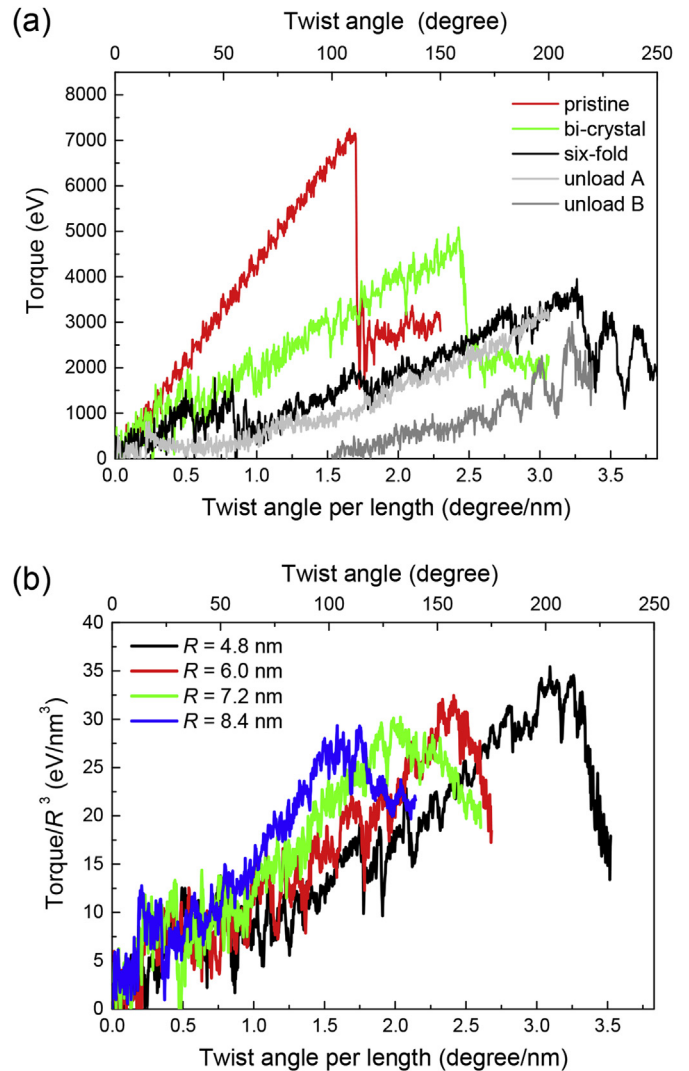 (a)
Twist angle (degree)
0 50 100 150 200 250
8000
7000
6000
5000
4000
3000
2000
1000
0
Torque (eV)
pristine
bi-crystal
six-fold
unload A
unload B
0.0 0.5 1.0 1.5 2.0 2.5 3.0 3.5
Twist angle per length (degree/nm)
(b)
Twist angle (degree)
0 50 100 150 200 250
40
35
30
25
20
15
10
5
0
Torque/R³ (eV/nm³)
R = 4.8 nm
R = 6.0 nm
R = 7.2 nm
R = 8.4 nm
0.0 0.5 1.0 1.5 2.0 2.5 3.0 3.5
Twist angle per length (degree/nm)